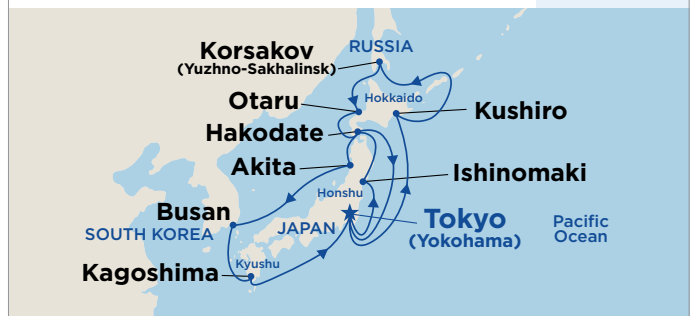 Korsakov
(Yuzhno-Sakhalinsk)
RUSSIA
Otaru
Hokkaido
Kushiro
Hakodate
Akita
Ishinomaki
Honshu
Busan
SOUTH KOREA
JAPAN
Tokyo
(Yokohama)
Pacific
Ocean
Kyushu
Kagoshima